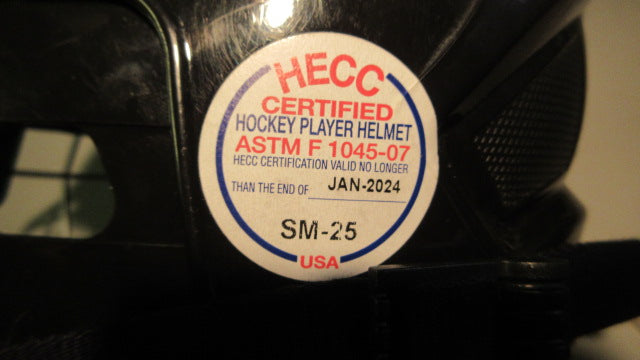 HECC
CERTIFIED
HOCKEY PLAYER HELMET
ASTM F 1045-07
HECC CERTIFICATION VALID NO LONGER
THAN THE END OF JAN-2024
SM-25
USA